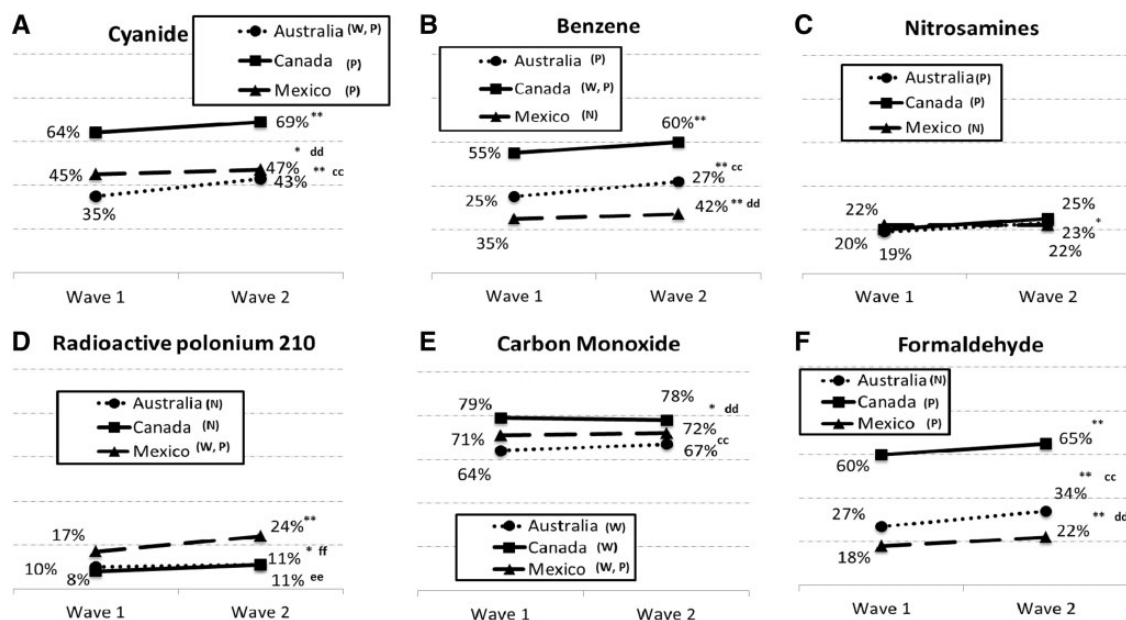 A
Cyanide
Australia (W, P)
Canada (P)
Mexico (P)
64%
69% **
* dd
45%
47%
** cc
43%
35%
Wave 1
Wave 2
B
Benzene
Australia (P)
Canada (W, P)
Mexico (N)
55%
60% **
** cc
25%
27%
42% ** dd
35%
Wave 1
Wave 2
C
Nitrosamines
Australia (P)
Canada (P)
Mexico (N)
22%
25%
20%
23% *
19%
22%
Wave 1
Wave 2
D
Radioactive polonium 210
Australia (N)
Canada (N)
Mexico (W, P)
17%
24% **
10%
11% * ff
8%
11% ee
Wave 1
Wave 2
E
Carbon Monoxide
79%
78%
* dd
71%
72%
64%
67% cc
Australia (W)
Canada (W)
Mexico (W, P)
Wave 1
Wave 2
F
Formaldehyde
Australia (N)
Canada (P)
Mexico (P)
60%
65% **
** cc
27%
34%
** dd
18%
22%
Wave 1
Wave 2